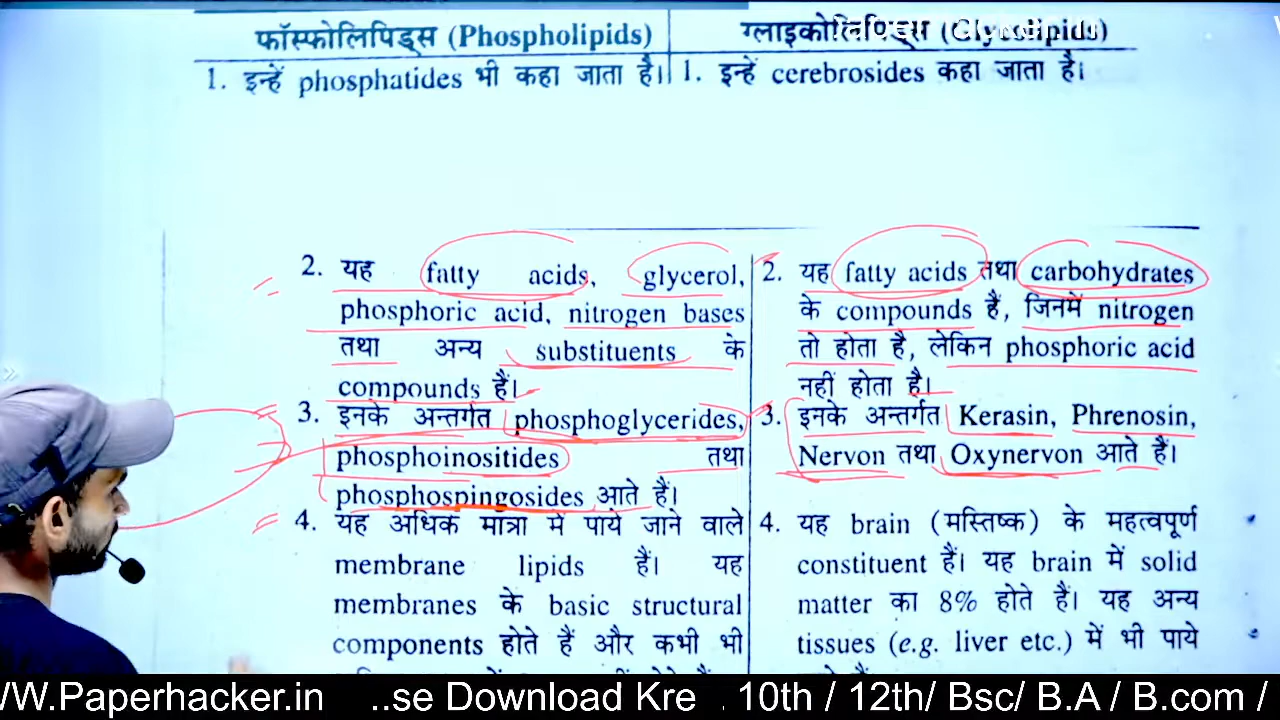 फॉस्फोलिपिड्स (Phospholipids)
ग्लाइकोलिपिड्स (Glycolipids)
1. इन्हें phosphatides भी कहा जाता है।
1. इन्हें cerebrosides कहा जाता है।
2. यह fatty acids, glycerol,
phosphoric acid, nitrogen bases
तथा अन्य substituents के
compounds हैं।
3. इनके अन्तर्गत phosphoglycerides,
phosphoinositides तथा
phosphospingosides आते हैं।
4. यह अधिक मात्रा में पाये जाने वाले
membrane lipids हैं। यह
membranes के basic structural
components होते हैं और कभी भी
2. यह fatty acids तथा carbohydrates
के compounds हैं, जिनमें nitrogen
तो होता है, लेकिन phosphoric acid
नहीं होता है।
3. इनके अन्तर्गत Kerasin, Phrenosin,
Nervon तथा Oxynervon आते हैं।
4. यह brain (मस्तिष्क) के महत्वपूर्ण
constituent हैं। यह brain में solid
matter का 8% होते हैं। यह अन्य
tissues (e.g. liver etc.) में भी पाये
WW.Paperhacker.in ..se Download Kre . 10th / 12th/ Bsc/ B.A / B.com /